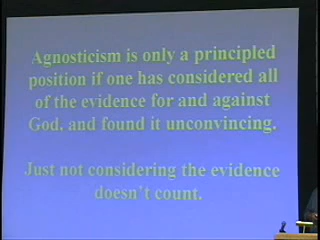 Agnosticism is only a principled
position if one has considered all
of the evidence for and against
God, and found it unconvincing.
Just not considering the evidence
doesn't count.